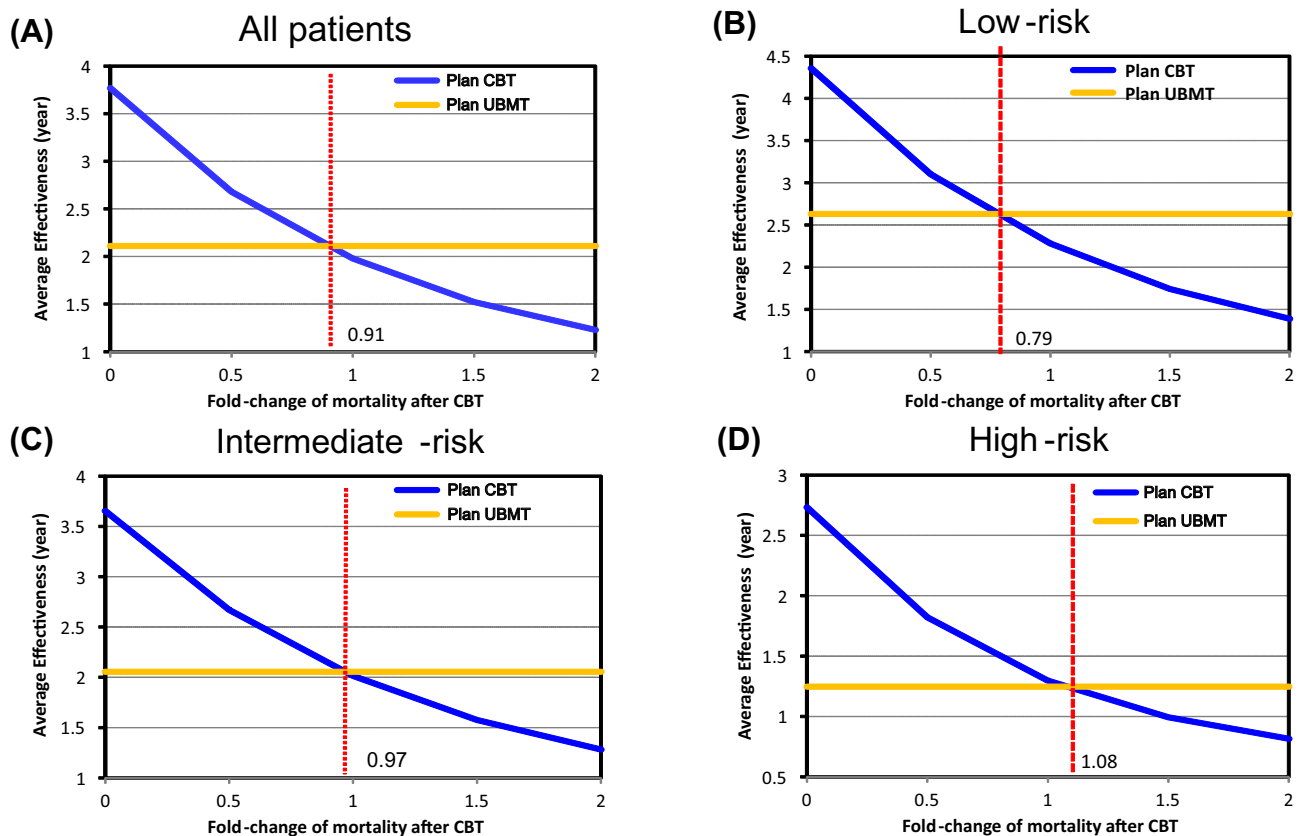 (A)
All patients
Plan CBT
Plan UBMT
4
3.5
3
2.5
2
1.5
1
Average Effectiveness (year)
0.91
0
0.5
1
1.5
2
Fold-change of mortality after CBT
(B)
Low-risk
Plan CBT
Plan UBMT
4.5
4
3.5
3
2.5
2
1.5
1
Average Effectiveness (year)
0.79
0
0.5
1
1.5
2
Fold-change of mortality after CBT
(C)
Intermediate -risk
Plan CBT
Plan UBMT
4
3.5
3
2.5
2
1.5
1
Average Effectiveness (year)
0.97
0
0.5
1
1.5
2
Fold-change of mortality after CBT
(D)
High-risk
Plan CBT
Plan UBMT
3
2.5
2
1.5
1
0.5
Average Effectiveness (year)
1.08
0
0.5
1
1.5
2
Fold-change of mortality after CBT